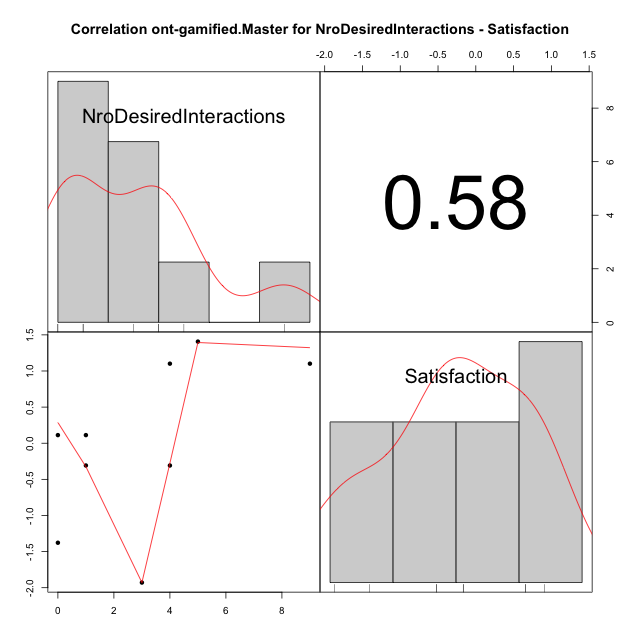 Correlation ont-gamified.Master for NroDesiredInteractions - Satisfaction
-2.0 -1.0 -0.5 0.0 0.5 1.0 1.5
NroDesiredInteractions
0.58
8
6
4
2
0
1.5
1.0
0.5
0.0
-0.5
-1.0
-1.5
-2.0
Satisfaction
0 2 4 6 8